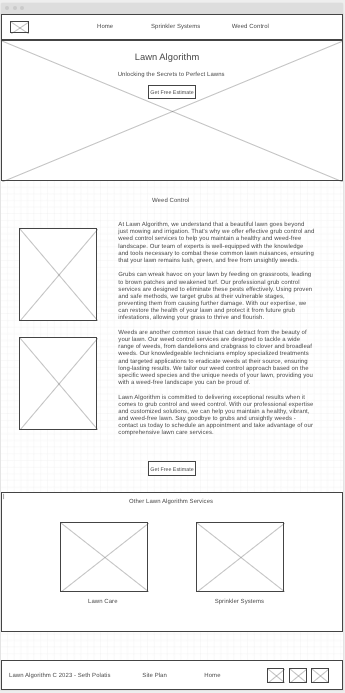 Home Sprinkler Systems Weed Control
Lawn Algorithm
Unlocking the Secrets to Perfect Lawns
Get Free Estimate
Weed Control
At Lawn Algorithm, we understand that a beautiful lawn goes beyond
just mowing and irrigation. That's why we offer effective grub control and
weed control services to help you maintain a healthy and weed-free
landscape. Our team of experts is well-equipped with the knowledge
and tools necessary to combat these common lawn nuisances, ensuring
that your lawn remains lush, green, and free from unsightly weeds.
Grubs can wreak havoc on your lawn by feeding on grassroots, leading
to brown patches and weakened turf. Our professional grub control
services are designed to eliminate these pests effectively. Using proven
and safe methods, we target grubs at their vulnerable stages,
preventing them from causing further damage. With our expertise, we
can restore the health of your lawn and protect it from future grub
infestations, allowing your grass to thrive and flourish.
Weeds are another common issue that can detract from the beauty of
your lawn. Our weed control services are designed to tackle a wide
range of weeds, from dandelions and crabgrass to clover and broadleaf
weeds. Our knowledgeable technicians employ specialized treatments
and targeted applications to eradicate weeds at their source, ensuring
long-lasting results. We tailor our weed control approach based on the
specific weed species and the unique needs of your lawn, providing you
with a weed-free landscape you can be proud of.
Lawn Algorithm is committed to delivering exceptional results when it
comes to grub control and weed control. With our professional expertise
and customized solutions, we can help you maintain a healthy, vibrant,
and weed-free lawn. Say goodbye to grubs and unsightly weeds -
contact us today to schedule an appointment and take advantage of our
comprehensive lawn care services.
Get Free Estimate
Other Lawn Algorithm Services
Lawn Care Sprinkler Systems
Lawn Algorithm C 2023 - Seth Polatis Site Plan Home